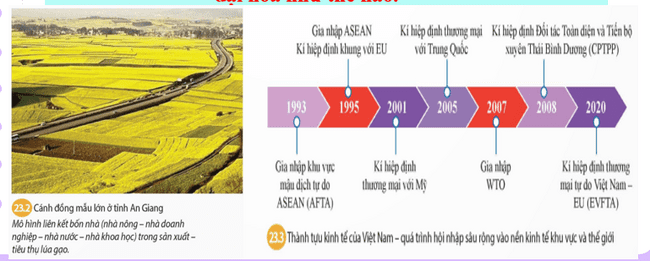 đại hóa như thế nào?
23.2 Cánh đồng mẫu lớn ở tỉnh An Giang
Mô hình liên kết bốn nhà (nhà nông – nhà doanh
nghiệp – nhà nước – nhà khoa học) trong sản xuất –
tiêu thụ lúa gạo.
Gia nhập ASEAN
Kí hiệp định khung với EU
Kí hiệp định thương mại
với Trung Quốc
Kí hiệp định Đối tác Toàn diện và Tiến bộ
xuyên Thái Bình Dương (CPTPP)
1993
1995
2001
2005
2007
2008
2020
Gia nhập khu vực
mậu dịch tự do
ASEAN (AFTA)
Kí hiệp định
thương mại với Mỹ
Gia nhập
WTO
Kí hiệp định thương
mại tự do Việt Nam –
EU (EVFTA)
23.3 Thành tựu kinh tế của Việt Nam – quá trình hội nhập sâu rộng vào nền kinh tế khu vực và thế giới